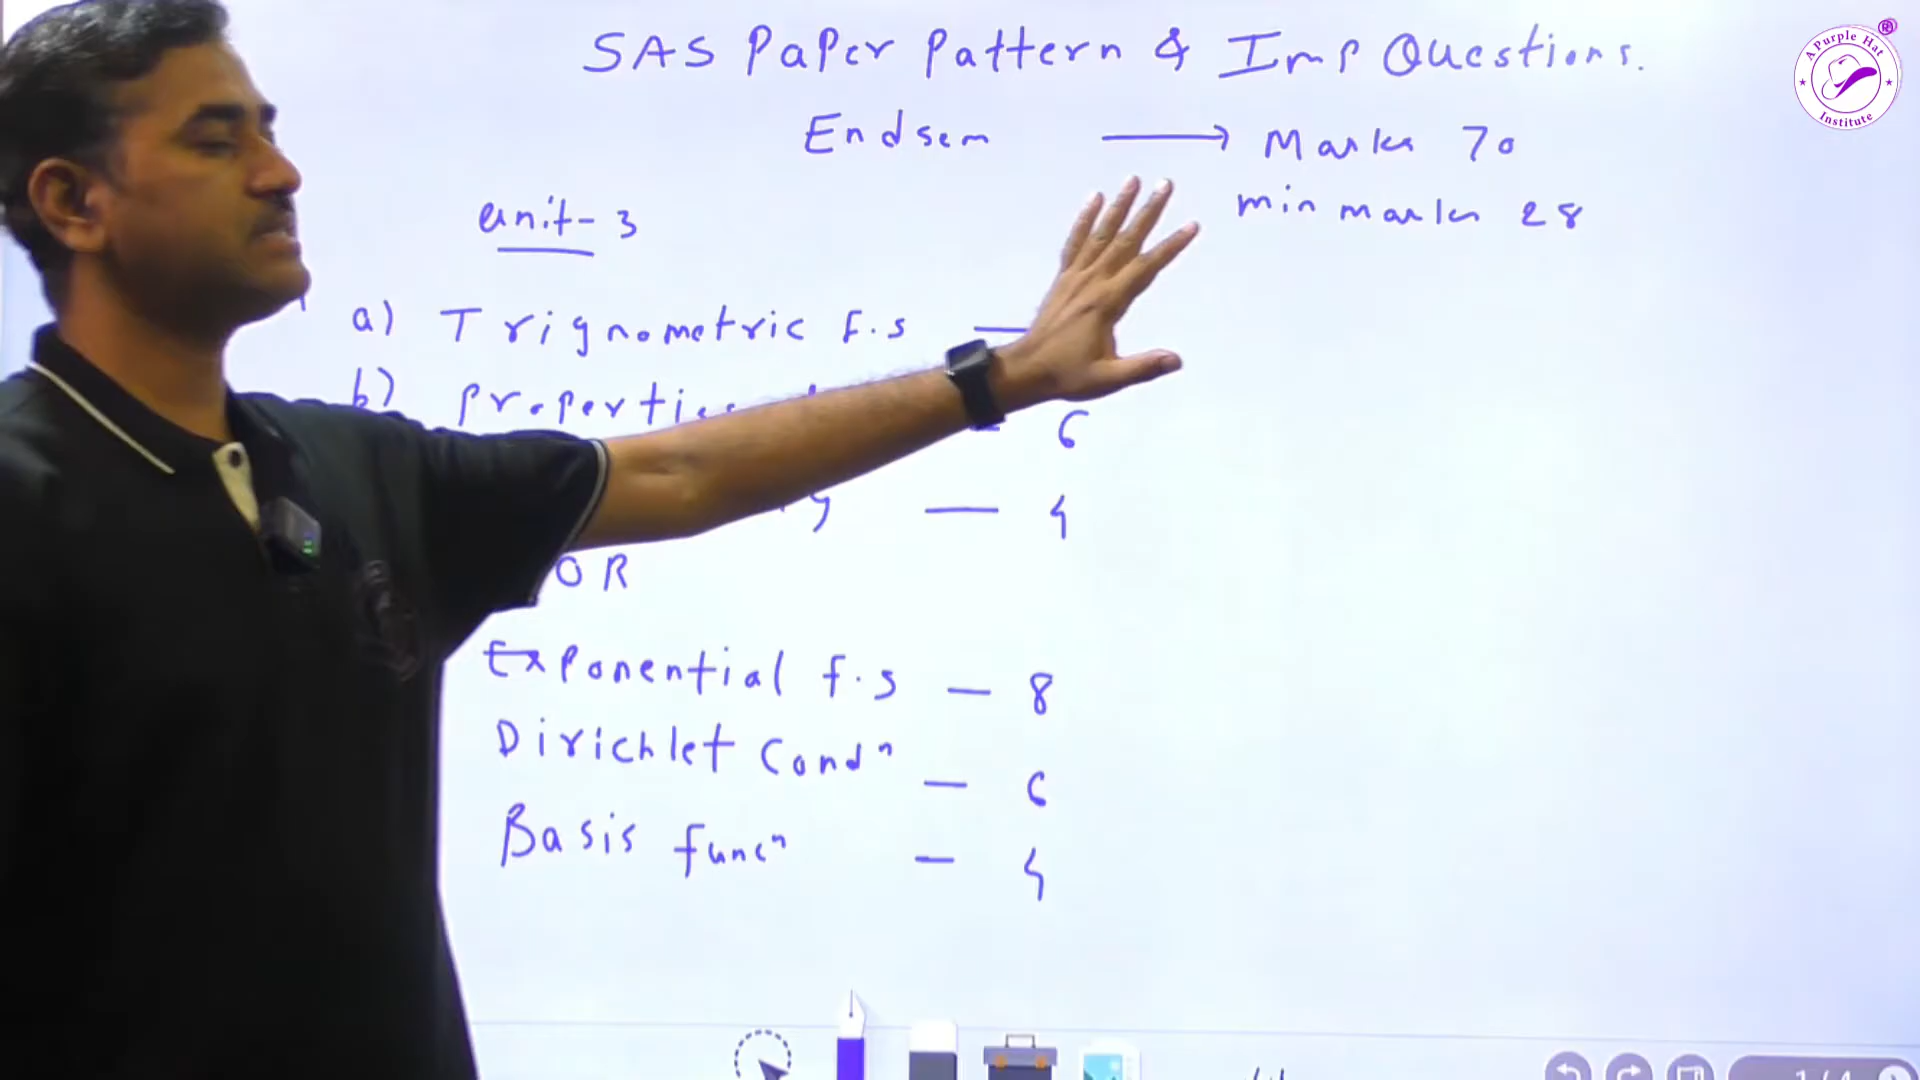 SAS Paper Pattern & Imp Questions.
A Purple Hat Institute
®
Endsem → Marks 70
min marks 28
unit-3
a) Trignometric F.S —
b) — 6
— 4
OR
Exponential f.s — 8
Dirichlet Condⁿ — 6
Basis funcⁿ — 4